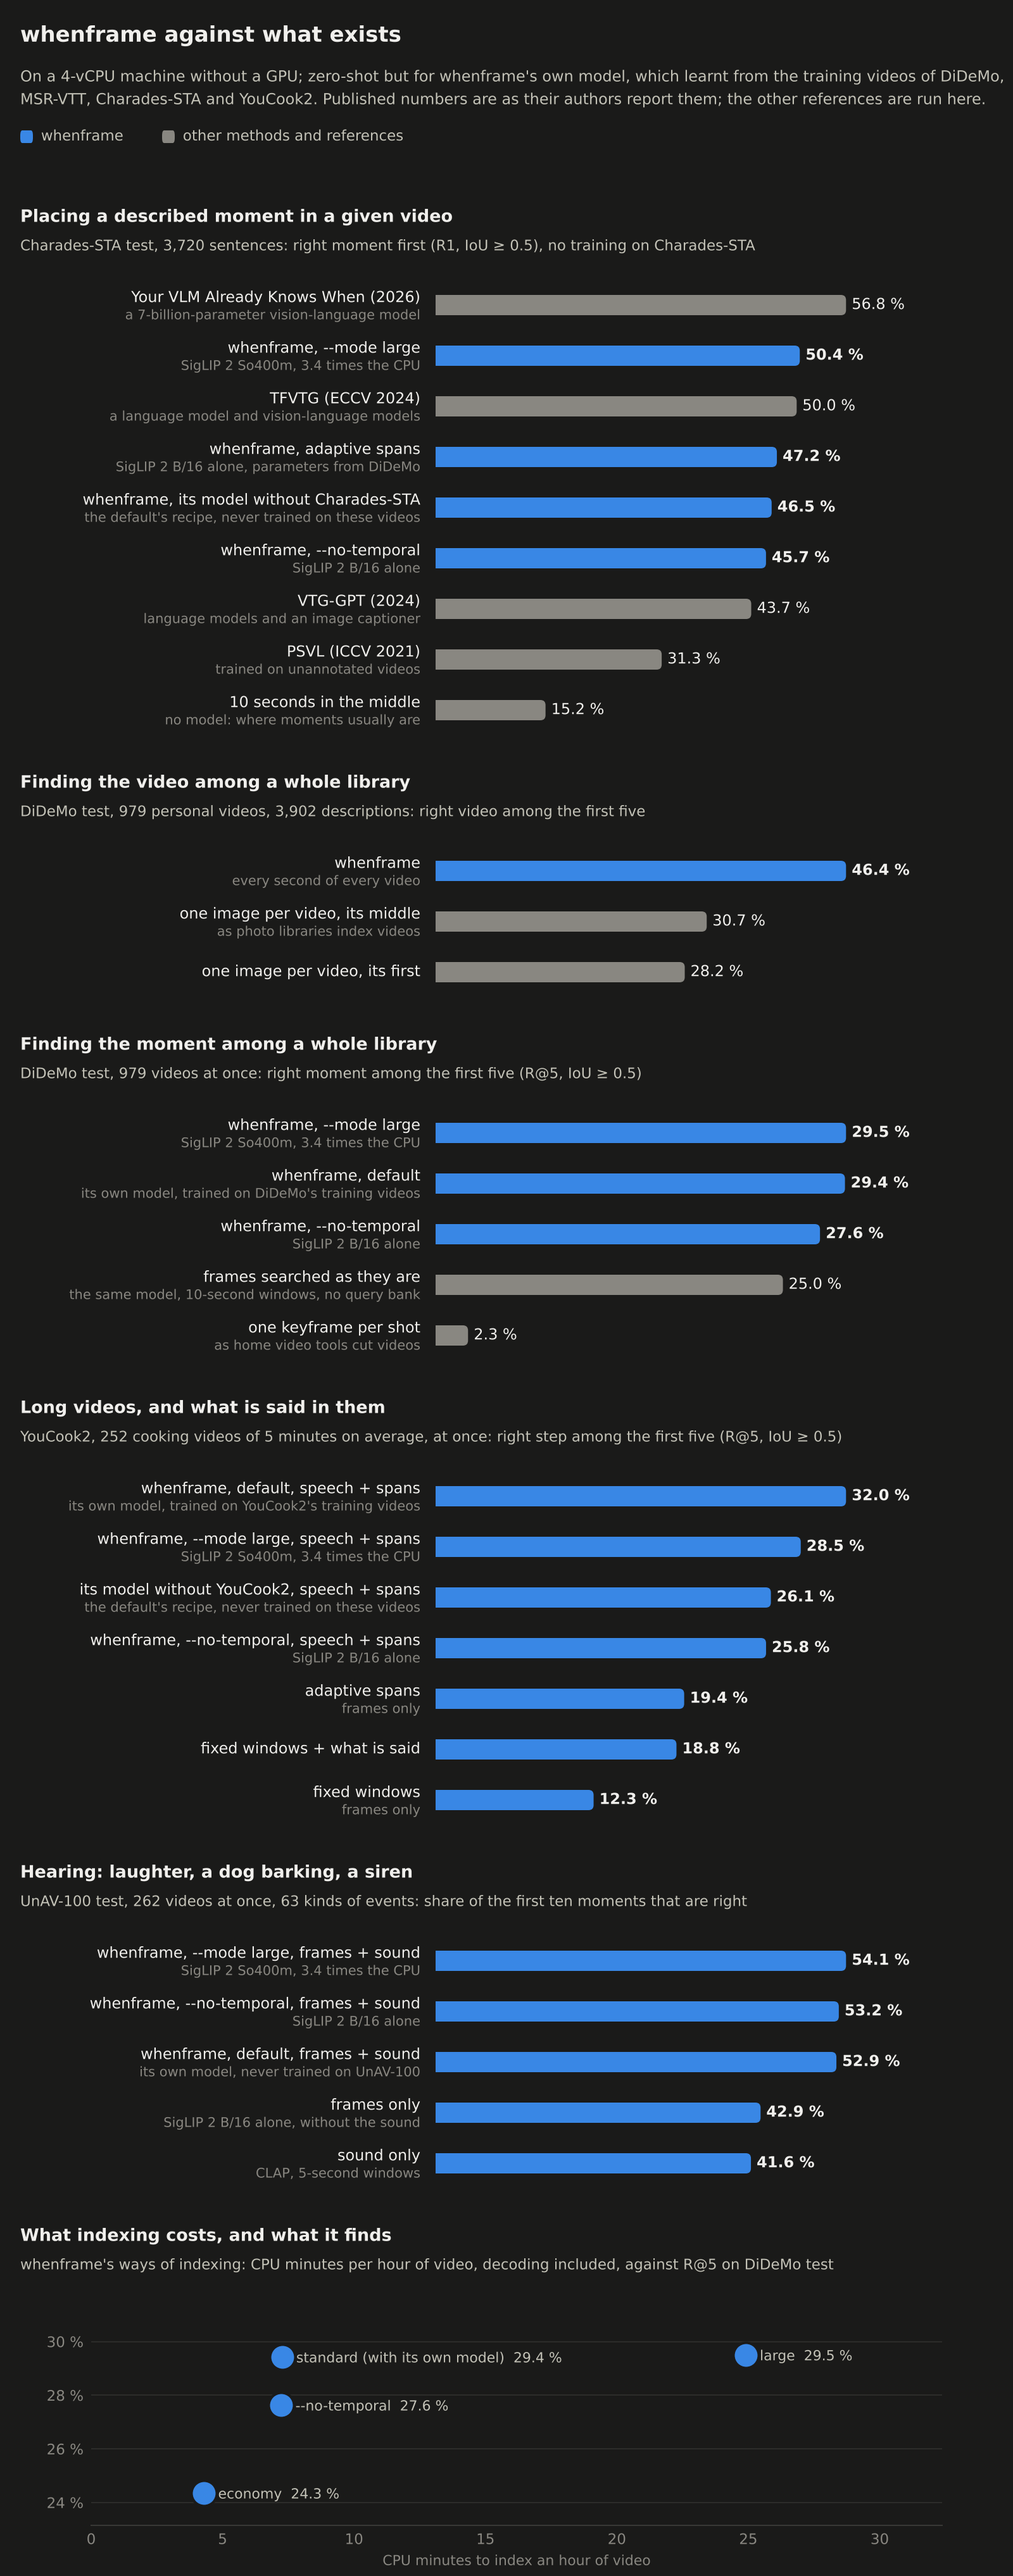 whenframe against what exists
On a 4-vCPU machine without a GPU; zero-shot but for whenframe's own model, which learnt from the training videos of DiDeMo,
MSR-VTT, Charades-STA and YouCook2. Published numbers are as their authors report them; the other references are run here.
whenframe other methods and references
Placing a described moment in a given video
Charades-STA test, 3,720 sentences: right moment first (R1, IoU ≥ 0.5), no training on Charades-STA
Your VLM Already Knows When (2026) 56.8 %
a 7-billion-parameter vision-language model
whenframe, --mode large 50.4 %
SigLIP 2 So400m, 3.4 times the CPU
TFVTG (ECCV 2024) 50.0 %
a language model and vision-language models
whenframe, adaptive spans 47.2 %
SigLIP 2 B/16 alone, parameters from DiDeMo
whenframe, its model without Charades-STA 46.5 %
the default's recipe, never trained on these videos
whenframe, --no-temporal 45.7 %
SigLIP 2 B/16 alone
VTG-GPT (2024) 43.7 %
language models and an image captioner
PSVL (ICCV 2021) 31.3 %
trained on unannotated videos
10 seconds in the middle 15.2 %
no model: where moments usually are
Finding the video among a whole library
DiDeMo test, 979 personal videos, 3,902 descriptions: right video among the first five
whenframe 46.4 %
every second of every video
one image per video, its middle 30.7 %
as photo libraries index videos
one image per video, its first 28.2 %
Finding the moment among a whole library
DiDeMo test, 979 videos at once: right moment among the first five (R@5, IoU ≥ 0.5)
whenframe, --mode large 29.5 %
SigLIP 2 So400m, 3.4 times the CPU
whenframe, default 29.4 %
its own model, trained on DiDeMo's training videos
whenframe, --no-temporal 27.6 %
SigLIP 2 B/16 alone
frames searched as they are 25.0 %
the same model, 10-second windows, no query bank
one keyframe per shot 2.3 %
as home video tools cut videos
Long videos, and what is said in them
YouCook2, 252 cooking videos of 5 minutes on average, at once: right step among the first five (R@5, IoU ≥ 0.5)
whenframe, default, speech + spans 32.0 %
its own model, trained on YouCook2's training videos
whenframe, --mode large, speech + spans 28.5 %
SigLIP 2 So400m, 3.4 times the CPU
its model without YouCook2, speech + spans 26.1 %
the default's recipe, never trained on these videos
whenframe, --no-temporal, speech + spans 25.8 %
SigLIP 2 B/16 alone
adaptive spans 19.4 %
frames only
fixed windows + what is said 18.8 %
fixed windows 12.3 %
frames only
Hearing: laughter, a dog barking, a siren
UnAV-100 test, 262 videos at once, 63 kinds of events: share of the first ten moments that are right
whenframe, --mode large, frames + sound 54.1 %
SigLIP 2 So400m, 3.4 times the CPU
whenframe, --no-temporal, frames + sound 53.2 %
SigLIP 2 B/16 alone
whenframe, default, frames + sound 52.9 %
its own model, never trained on UnAV-100
frames only 42.9 %
SigLIP 2 B/16 alone, without the sound
sound only 41.6 %
CLAP, 5-second windows
What indexing costs, and what it finds
whenframe's ways of indexing: CPU minutes per hour of video, decoding included, against R@5 on DiDeMo test
30 %
standard (with its own model) 29.4 % large 29.5 %
28 %
--no-temporal 27.6 %
26 %
economy 24.3 %
24 %
0 5 10 15 20 25 30
CPU minutes to index an hour of video